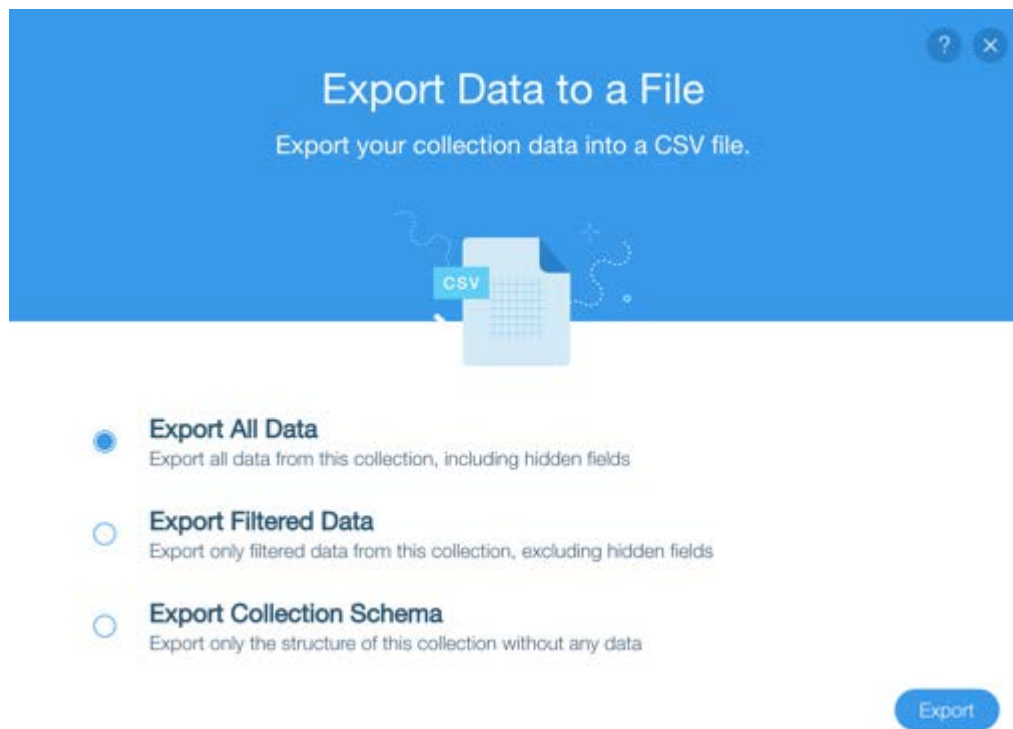 ?
Export Data to a File
Export your collection data into a CSV file.
CSV
Export All Data
Export all data from this collection, including hidden fields
Export Filtered Data
Export only filtered data from this collection, excluding hidden fields
Export Collection Schema
Export only the structure of this collection without any data
Export